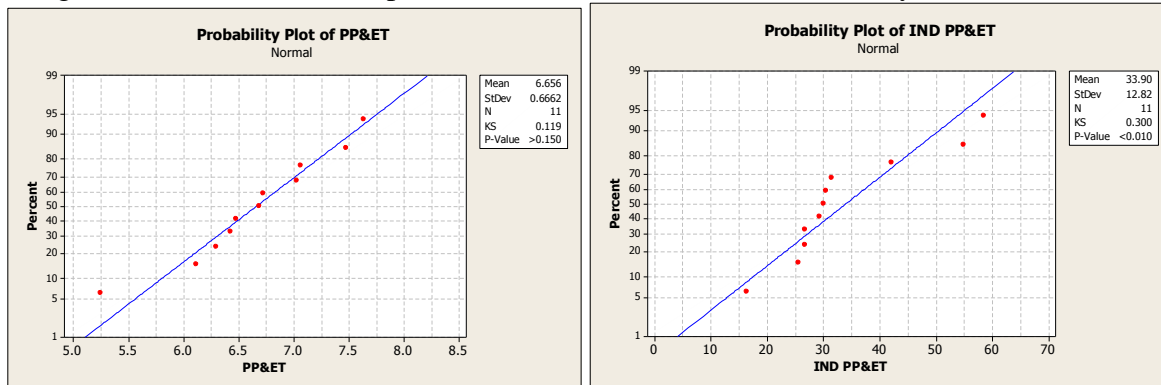 Probability Plot of PP&ET
Normal
99
95
90
80
70
60
50
40
30
20
10
5
1
Percent
5.0 5.5 6.0 6.5 7.0 7.5 8.0 8.5
PP&ET
Mean 6.656
StDev 0.6662
N 11
KS 0.119
P-Value >0.150
Probability Plot of IND PP&ET
Normal
99
95
90
80
70
60
50
40
30
20
10
5
1
Percent
0 10 20 30 40 50 60 70
IND PP&ET
Mean 33.90
StDev 12.82
N 11
KS 0.300
P-Value <0.010